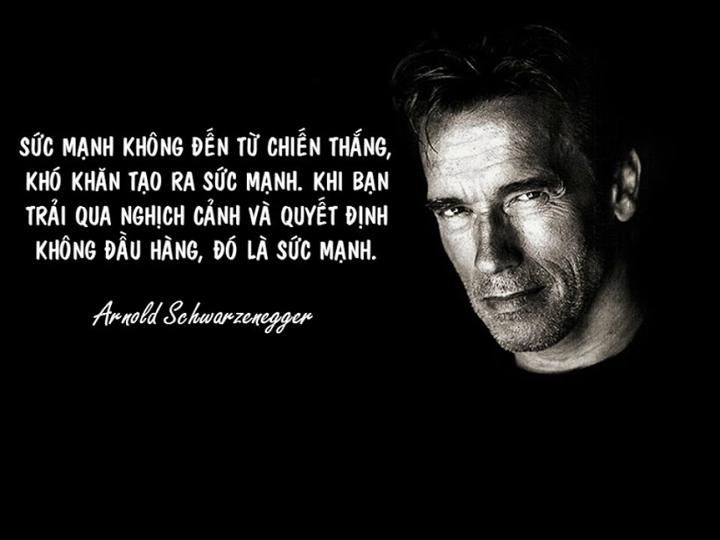 SỨC MẠNH KHÔNG ĐẾN TỪ CHIẾN THẮNG,
KHÓ KHĂN TẠO RA SỨC MẠNH. KHI BẠN
TRẢI QUA NGHỊCH CẢNH VÀ QUYẾT ĐỊNH
KHÔNG ĐẦU HÀNG, ĐÓ LÀ SỨC MẠNH.
Arnold Schwarzenegger